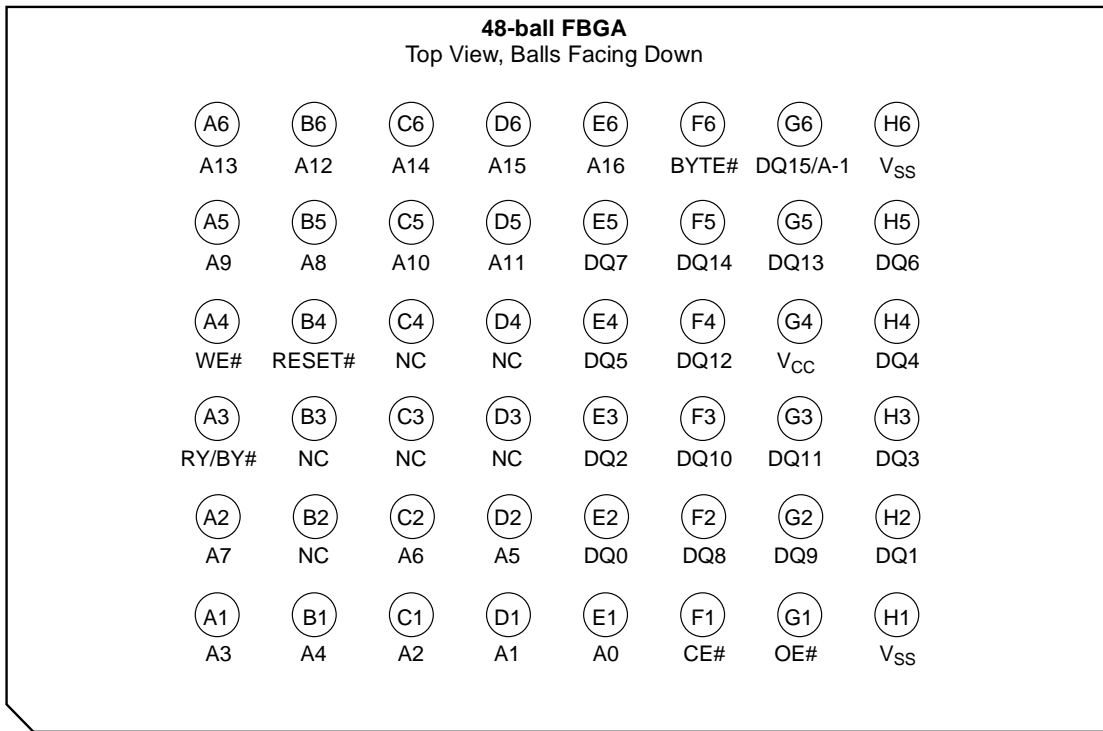 48-ball FBGA
Top View, Balls Facing Down
A6 B6 C6 D6 E6 F6 G6 H6
A13 A12 A14 A15 A16 BYTE# DQ15/A-1 VSS
A5 B5 C5 D5 E5 F5 G5 H5
A9 A8 A10 A11 DQ7 DQ14 DQ13 DQ6
A4 B4 C4 D4 E4 F4 G4 H4
WE# RESET# NC NC DQ5 DQ12 VCC DQ4
A3 B3 C3 D3 E3 F3 G3 H3
RY/BY# NC NC NC DQ2 DQ10 DQ11 DQ3
A2 B2 C2 D2 E2 F2 G2 H2
A7 NC A6 A5 DQ0 DQ8 DQ9 DQ1
A1 B1 C1 D1 E1 F1 G1 H1
A3 A4 A2 A1 A0 CE# OE# VSS